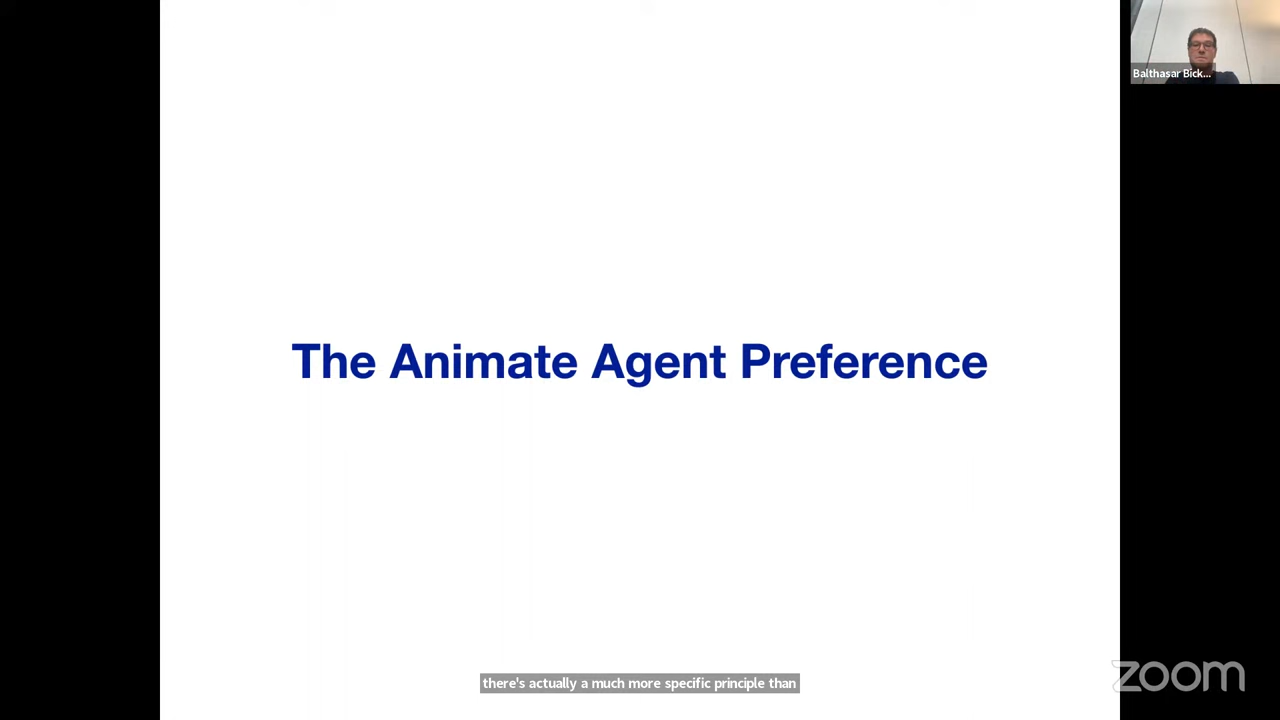 Balthasar Bick...
The Animate Agent Preference
there's actually a much more specific principle than
zoom